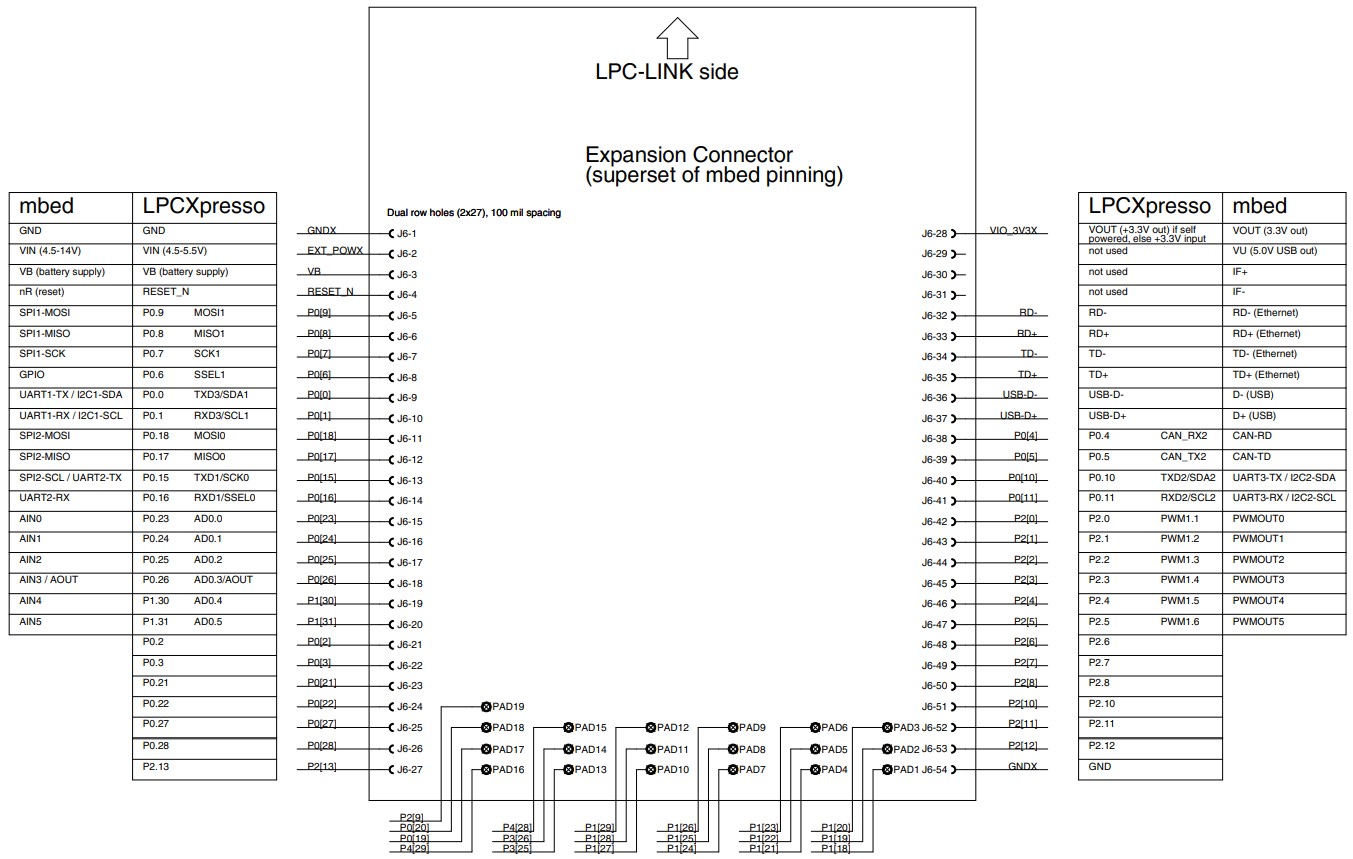 LPC-LINK side
Expansion Connector
(superset of mbed pinning)
Dual row holes (2x27), 100 mil spacing
mbed LPCXpresso
GND GND GNDX J6-1
VIN (4.5-14V) VIN (4.5-5.5V) EXT_POWX J6-2
VB (battery supply) VB (battery supply) VB J6-3
nR (reset) RESET_N RESET_N J6-4
SPI1-MOSI P0.9 MOSI1 P0[9] J6-5
SPI1-MISO P0.8 MISO1 P0[8] J6-6
SPI1-SCK P0.7 SCK1 P0[7] J6-7
GPIO P0.6 SSEL1 P0[6] J6-8
UART1-TX / I2C1-SDA P0.0 TXD3/SDA1 P0[0] J6-9
UART1-RX / I2C1-SCL P0.1 RXD3/SCL1 P0[1] J6-10
SPI2-MOSI P0.18 MOSI0 P0[18] J6-11
SPI2-MISO P0.17 MISO0 P0[17] J6-12
SPI2-SCL / UART2-TX P0.15 TXD1/SCK0 P0[15] J6-13
UART2-RX P0.16 RXD1/SSEL0 P0[16] J6-14
AIN0 P0.23 AD0.0 P0[23] J6-15
AIN1 P0.24 AD0.1 P0[24] J6-16
AIN2 P0.25 AD0.2 P0[25] J6-17
AIN3 / AOUT P0.26 AD0.3/AOUT P0[26] J6-18
AIN4 P1.30 AD0.4 P1[30] J6-19
AIN5 P1.31 AD0.5 P1[31] J6-20
P0.2 P0[2] J6-21
P0.3 P0[3] J6-22
P0.21 P0[21] J6-23
P0.22 P0[22] J6-24
P0.27 P0[27] J6-25
P0.28 P0[28] J6-26
P2.13 P2[13] J6-27
LPCXpresso mbed
J6-28 VIO_3V3X VOUT (+3.3V out) if self VOUT (3.3V out)
powered, else +3.3V input
J6-29 not used VU (5.0V USB out)
J6-30 not used IF+
J6-31 not used IF-
J6-32 RD- RD- RD- (Ethernet)
J6-33 RD+ RD+ RD+ (Ethernet)
J6-34 TD- TD- TD- (Ethernet)
J6-35 TD+ TD+ TD+ (Ethernet)
J6-36 USB-D- USB-D- D- (USB)
J6-37 USB-D+ USB-D+ D+ (USB)
J6-38 P0[4] P0.4 CAN_RX2 CAN-RD
J6-39 P0[5] P0.5 CAN_TX2 CAN-TD
J6-40 P0[10] P0.10 TXD2/SDA2 UART3-TX / I2C2-SDA
J6-41 P0[11] P0.11 RXD2/SCL2 UART3-RX / I2C2-SCL
J6-42 P2[0] P2.0 PWM1.1 PWMOUT0
J6-43 P2[1] P2.1 PWM1.2 PWMOUT1
J6-44 P2[2] P2.2 PWM1.3 PWMOUT2
J6-45 P2[3] P2.3 PWM1.4 PWMOUT3
J6-46 P2[4] P2.4 PWM1.5 PWMOUT4
J6-47 P2[5] P2.5 PWM1.6 PWMOUT5
J6-48 P2[6] P2.6
J6-49 P2[7] P2.7
J6-50 P2[8] P2.8
J6-51 P2[10] P2.10
J6-52 P2[11] P2.11
J6-53 P2[12] P2.12
J6-54 GNDX GND
PAD19
PAD18 PAD15 PAD12 PAD9 PAD6 PAD3
PAD17 PAD14 PAD11 PAD8 PAD5 PAD2
PAD16 PAD13 PAD10 PAD7 PAD4 PAD1
P2[9]
P0[20] P4[28] P1[29] P1[26] P1[23] P1[20]
P0[19] P3[26] P1[28] P1[25] P1[22] P1[19]
P4[29] P3[25] P1[27] P1[24] P1[21] P1[18]